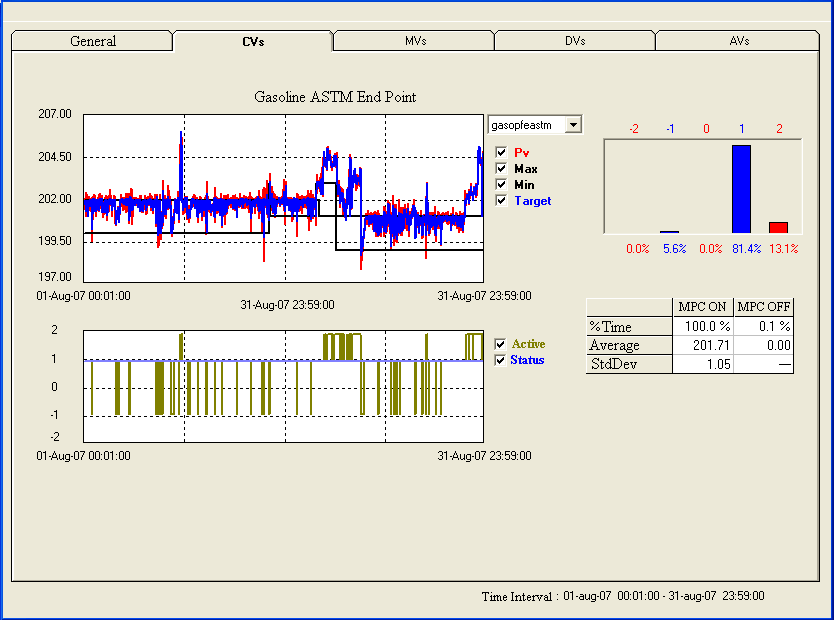 General CVs MVs DVs AVs
Gasoline ASTM End Point
207.00
204.50
202.00
199.50
197.00
01-Aug-07 00:01:00
31-Aug-07 23:59:00
31-Aug-07 23:59:00
gasopfeastm
Pv
Max
Min
Target
-2 -1 0 1 2
0.0% 5.6% 0.0% 81.4% 13.1%
MPC ON MPC OFF
%Time 100.0 % 0.1 %
Average 201.71 0.00
StdDev 1.05 —
2
1
0
-1
-2
01-Aug-07 00:01:00
31-Aug-07 23:59:00
Active
Status
Time Interval : 01-aug-07 00:01:00 - 31-aug-07 23:59:00